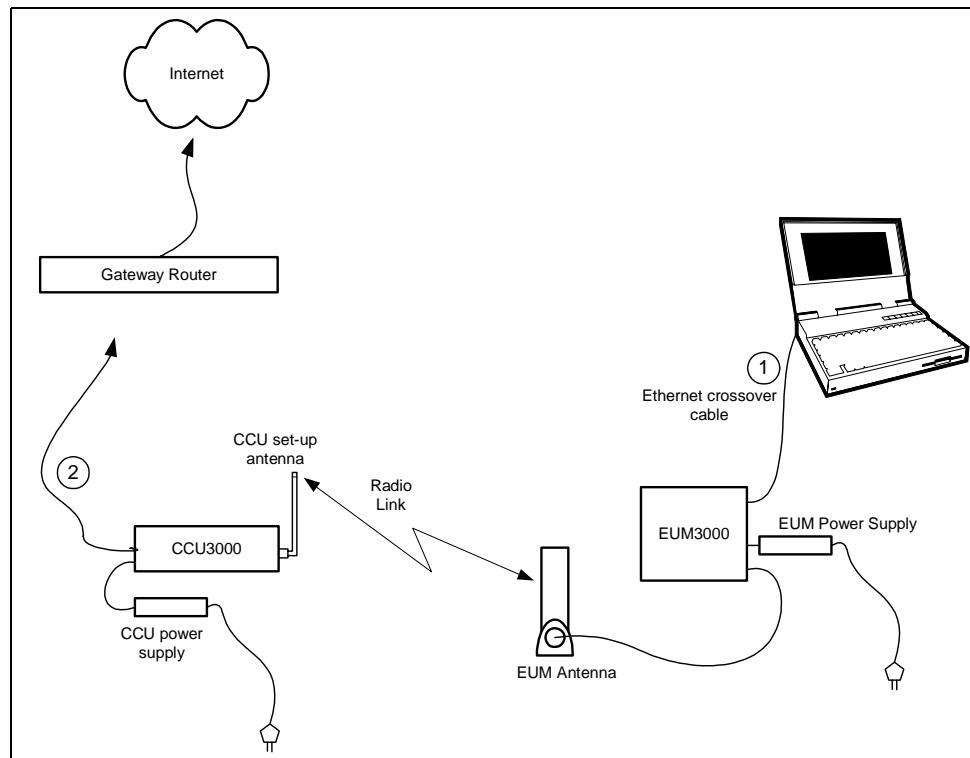 Internet
Gateway Router
1
Ethernet crossover
cable
CCU set-up
antenna
2
Radio
Link
CCU3000
EUM3000
EUM Power Supply
CCU power
supply
EUM Antenna